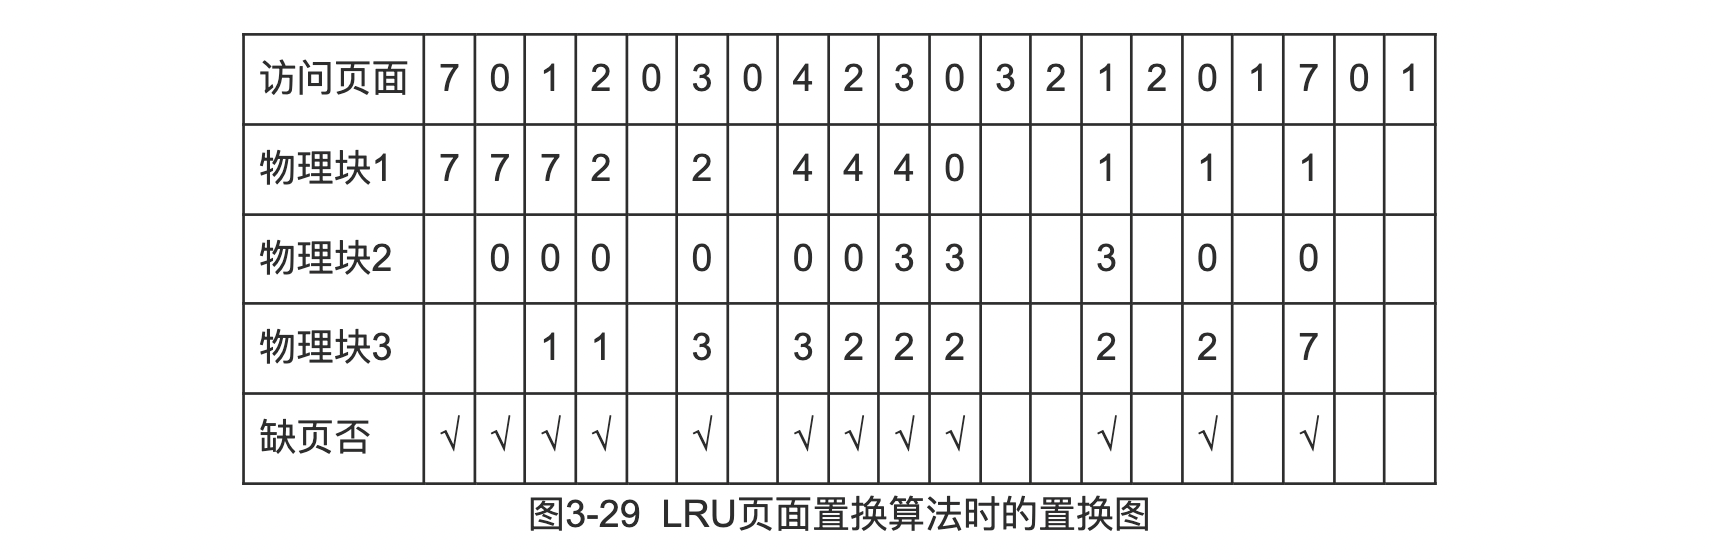 访问页面 7 0 1 2 0 3 0 4 2 3 0 3 2 1 2 0 1 7 0 1
物理块1 7 7 7 2 2 4 4 4 0 1 1 1
物理块2 0 0 0 0 0 0 3 3 3 0 0
物理块3 1 1 3 3 2 2 2 2 2 7
缺页否 √ √ √ √ √ √ √ √ √ √ √ √
图3-29 LRU页面置换算法时的置换图